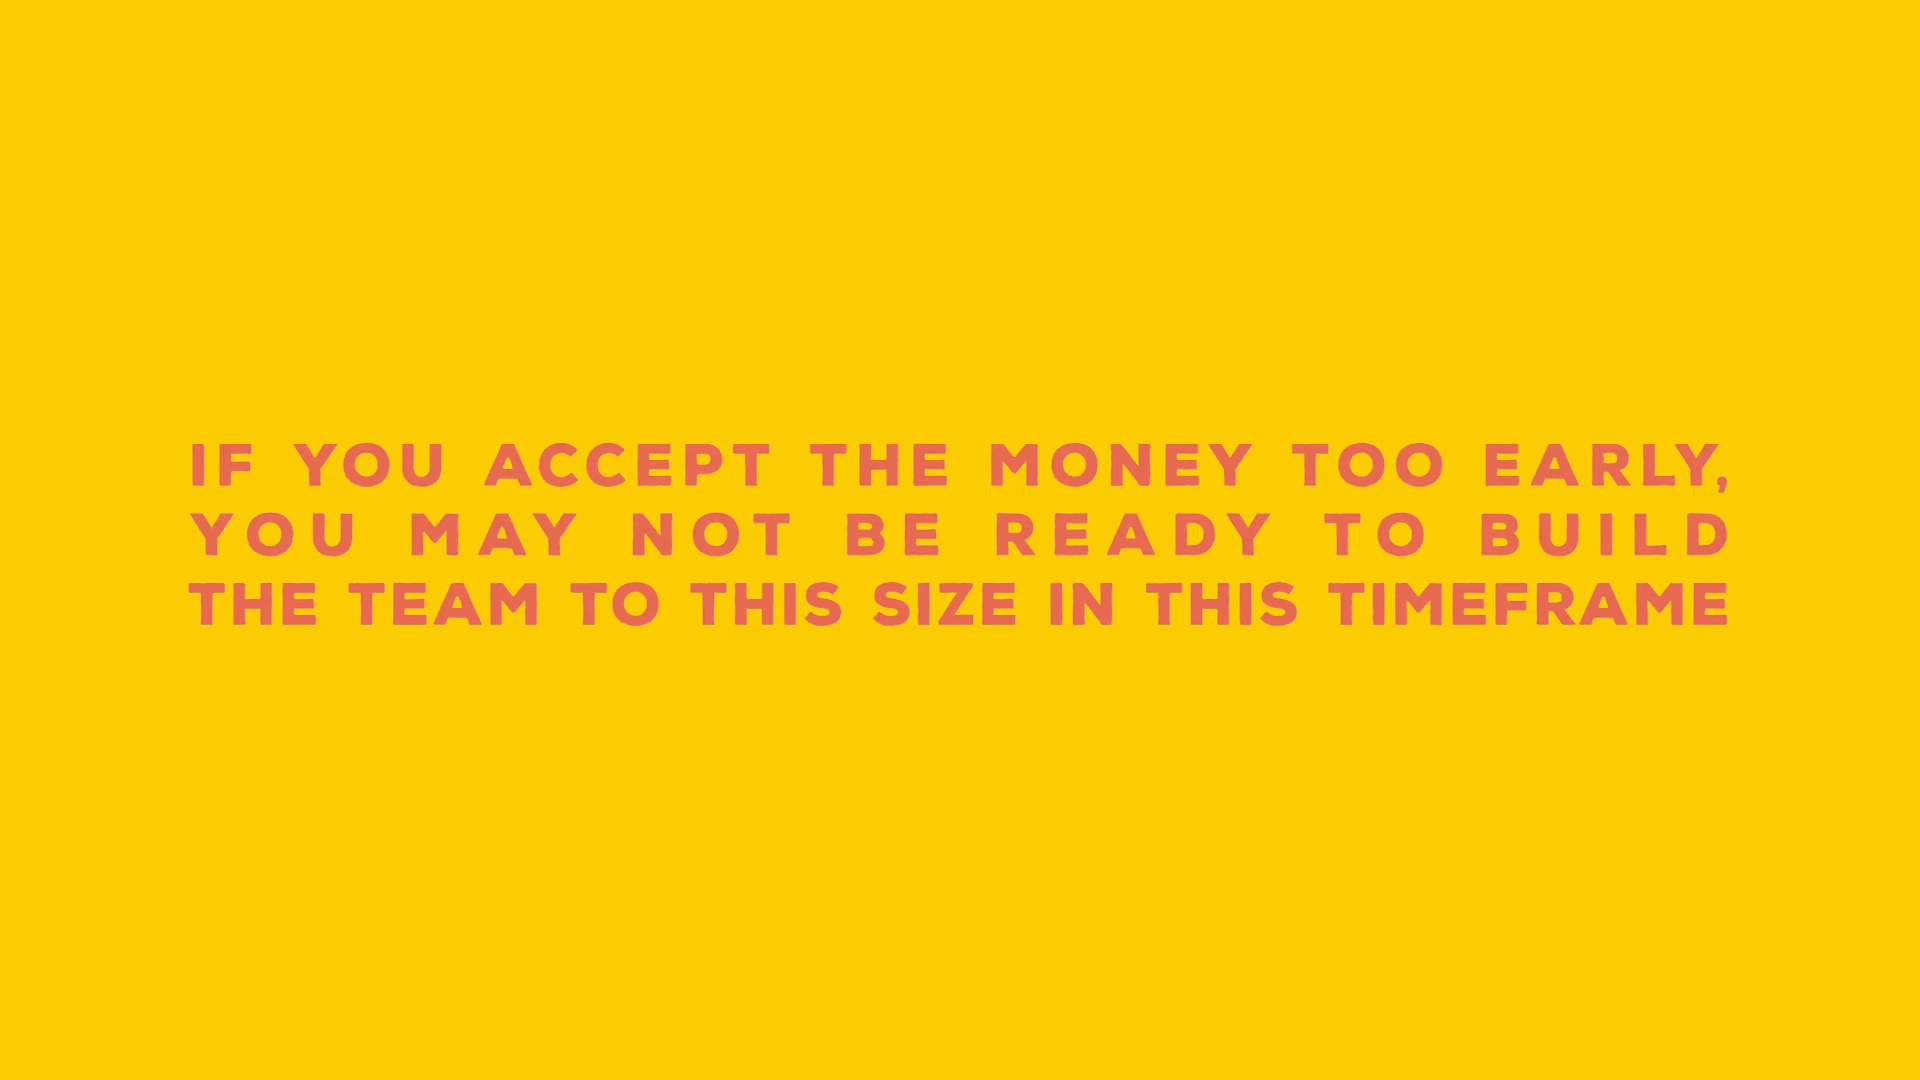 IF YOU ACCEPT THE MONEY TOO EARLY,
YOU MAY NOT BE READY TO BUILD
THE TEAM TO THIS SIZE IN THIS TIMEFRAME